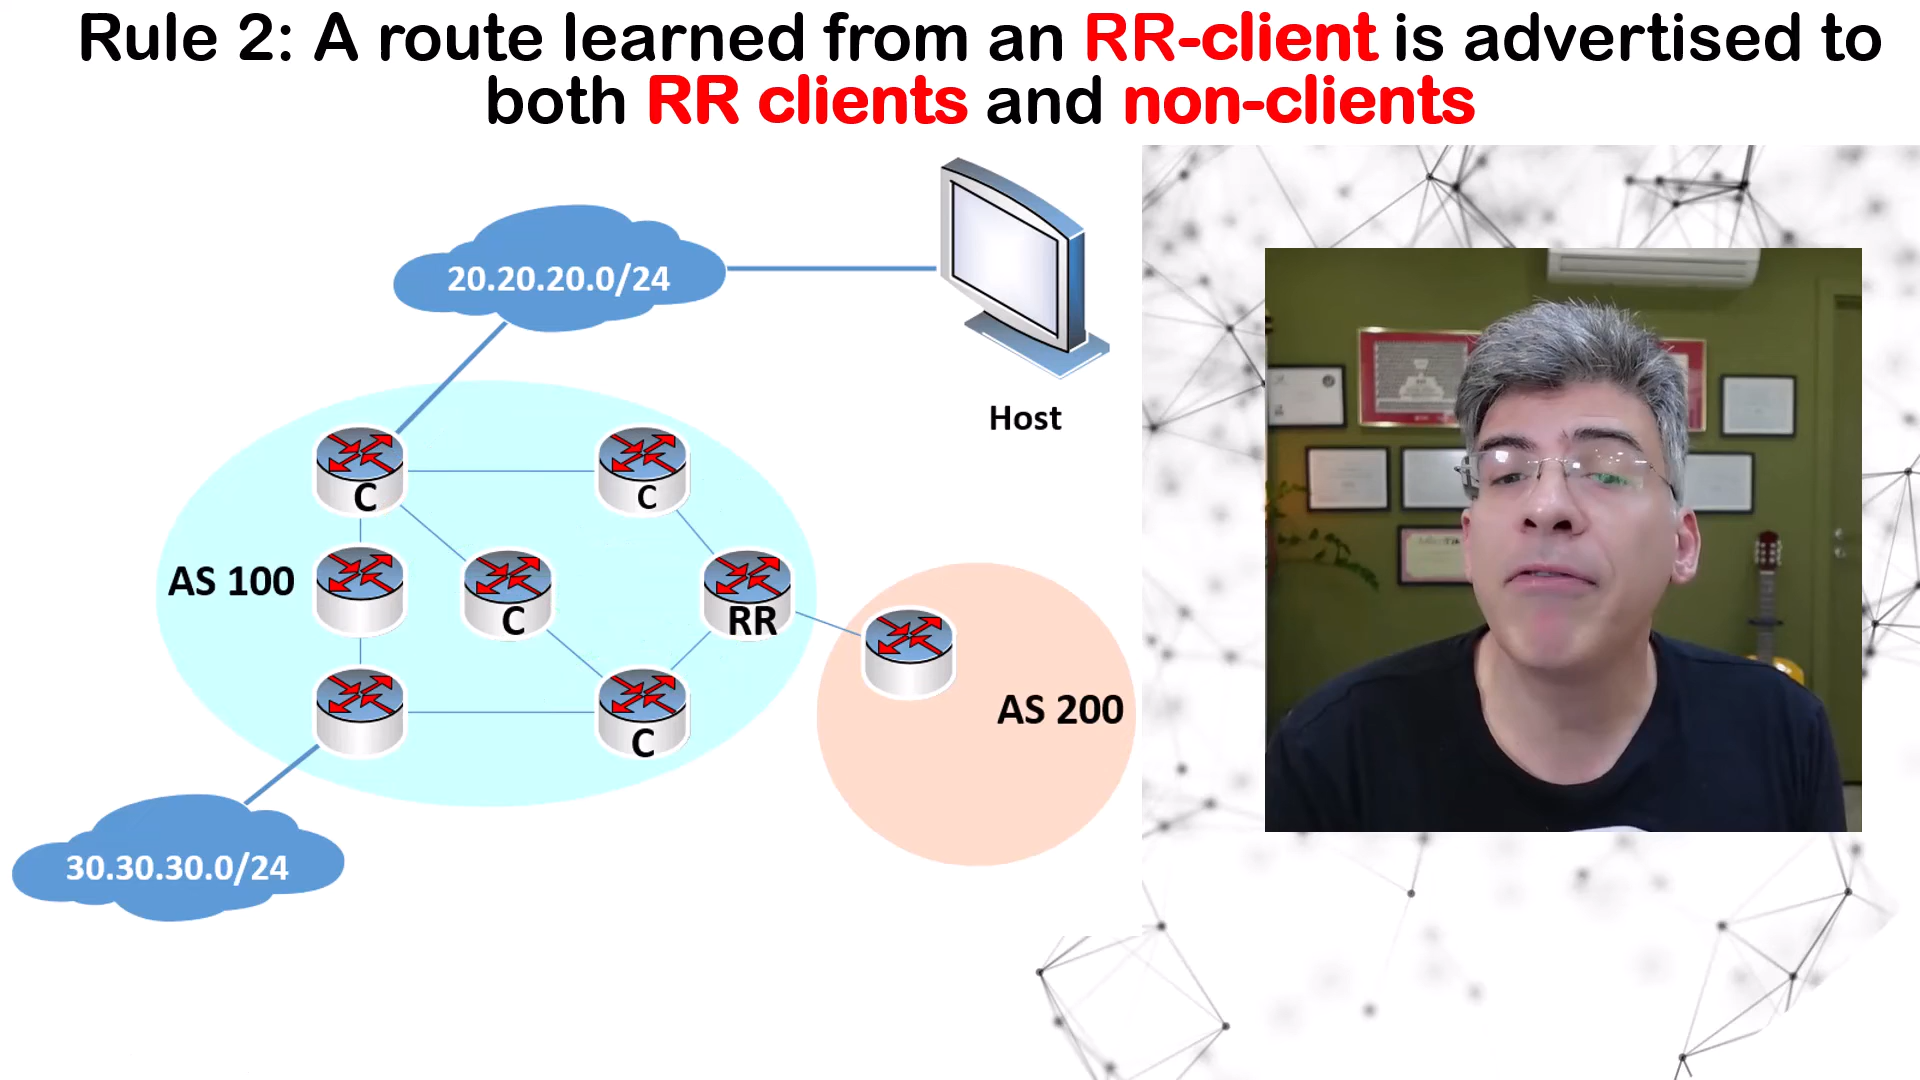 Rule 2: A route learned from an RR-client is advertised to
both RR clients and non-clients
20.20.20.0/24
Host
C
C
AS 100
C
RR
C
AS 200
30.30.30.0/24